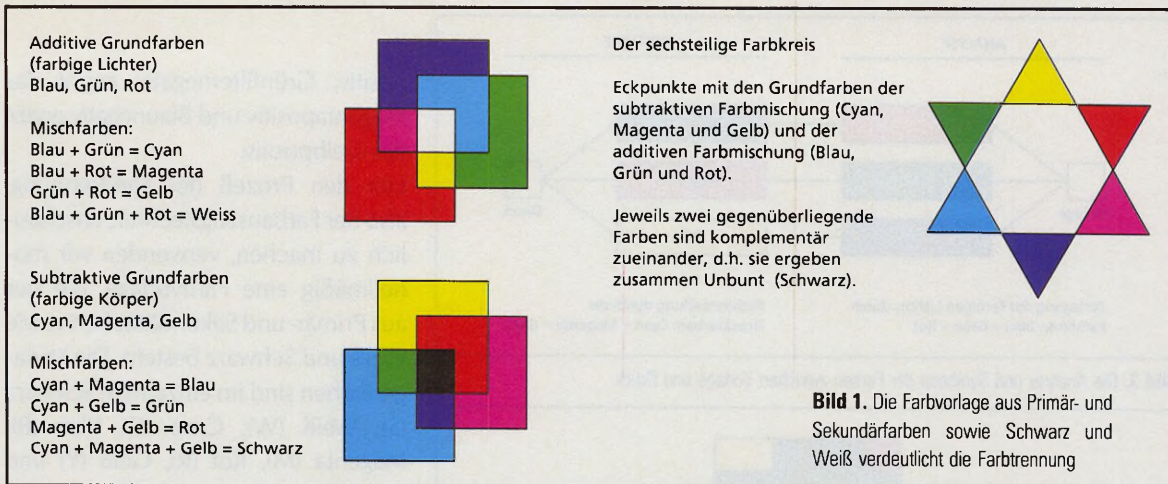 Additive Grundfarben
(farbige Lichter)
Blau, Grün, Rot
Mischfarben:
Blau + Grün = Cyan
Blau + Rot = Magenta
Grün + Rot = Gelb
Blau + Grün + Rot = Weiss
Subtraktive Grundfarben
(farbige Körper)
Cyan, Magenta, Gelb
Mischfarben:
Cyan + Magenta = Blau
Cyan + Gelb = Grün
Magenta + Gelb = Rot
Cyan + Magenta + Gelb = Schwarz
Der sechsteilige Farbkreis
Eckpunkte mit den Grundfarben der
subtraktiven Farbmischung (Cyan,
Magenta und Gelb) und der
additiven Farbmischung (Blau,
Grün und Rot).
Jeweils zwei gegenüberliegende
Farben sind komplementär
zueinander, d.h. sie ergeben
zusammen Unbunt (Schwarz).
Bild 1. Die Farbvorlage aus Primär- und
Sekundärfarben sowie Schwarz und
Weiß verdeutlicht die Farbtrennung